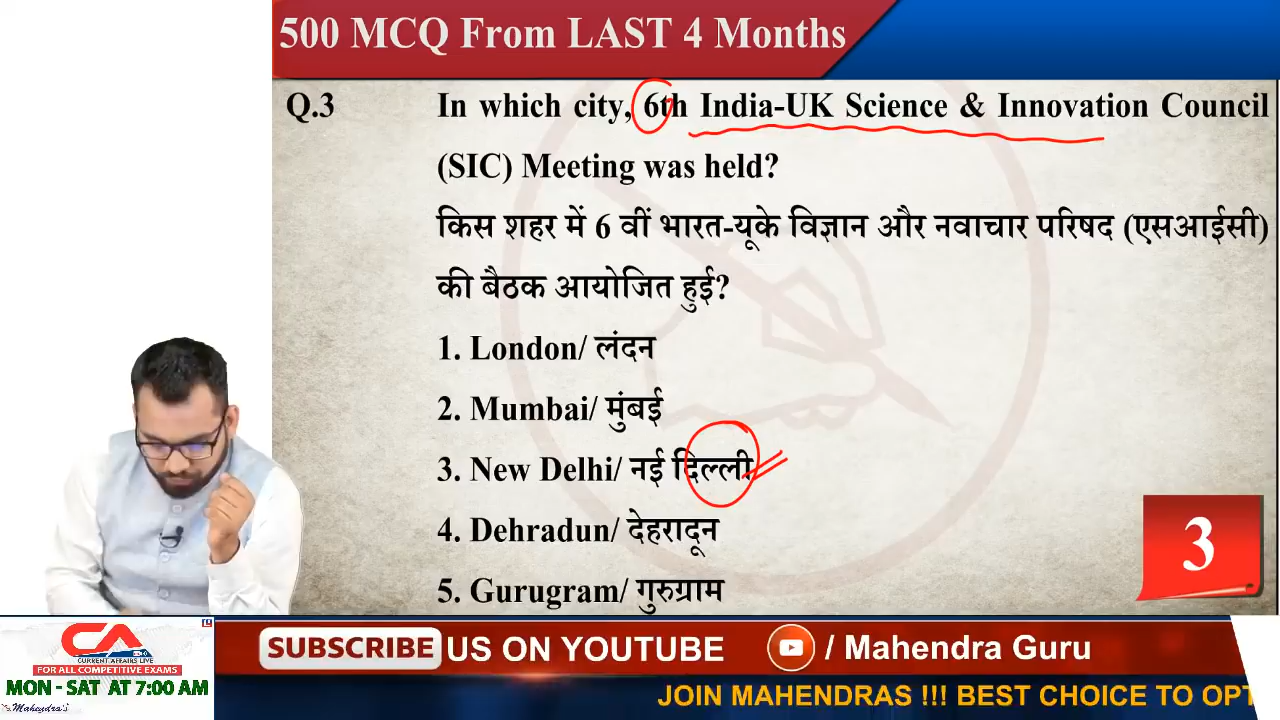 500 MCQ From LAST 4 Months
Q.3 In which city, 6th India-UK Science & Innovation Council
(SIC) Meeting was held?
किस शहर में 6 वीं भारत-यूके विज्ञान और नवाचार परिषद (एसआईसी)
की बैठक आयोजित हुई?
1. London/ लंदन
2. Mumbai/ मुंबई
3. New Delhi/ नई दिल्ली
4. Dehradun/ देहरादून
5. Gurugram/ गुरुग्राम
3
CA
CURRENT AFFAIRS LIVE
FOR ALL COMPETITIVE EXAMS
MON - SAT AT 7:00 AM
Mahendra's
SUBSCRIBE US ON YOUTUBE / Mahendra Guru
JOIN MAHENDRAS !!! BEST CHOICE TO OPT